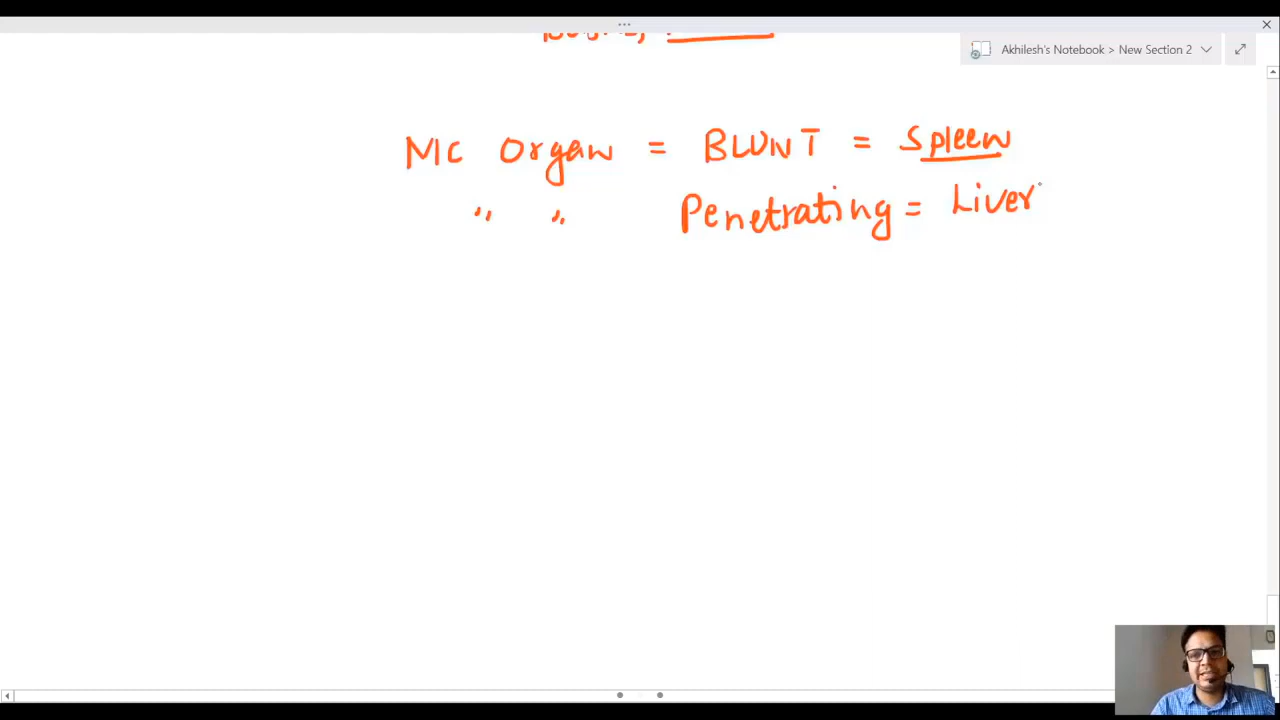 Akhilesh's Notebook > New Section 2
MC Organ = BLUNT = Spleen
" " Penetrating = Liver